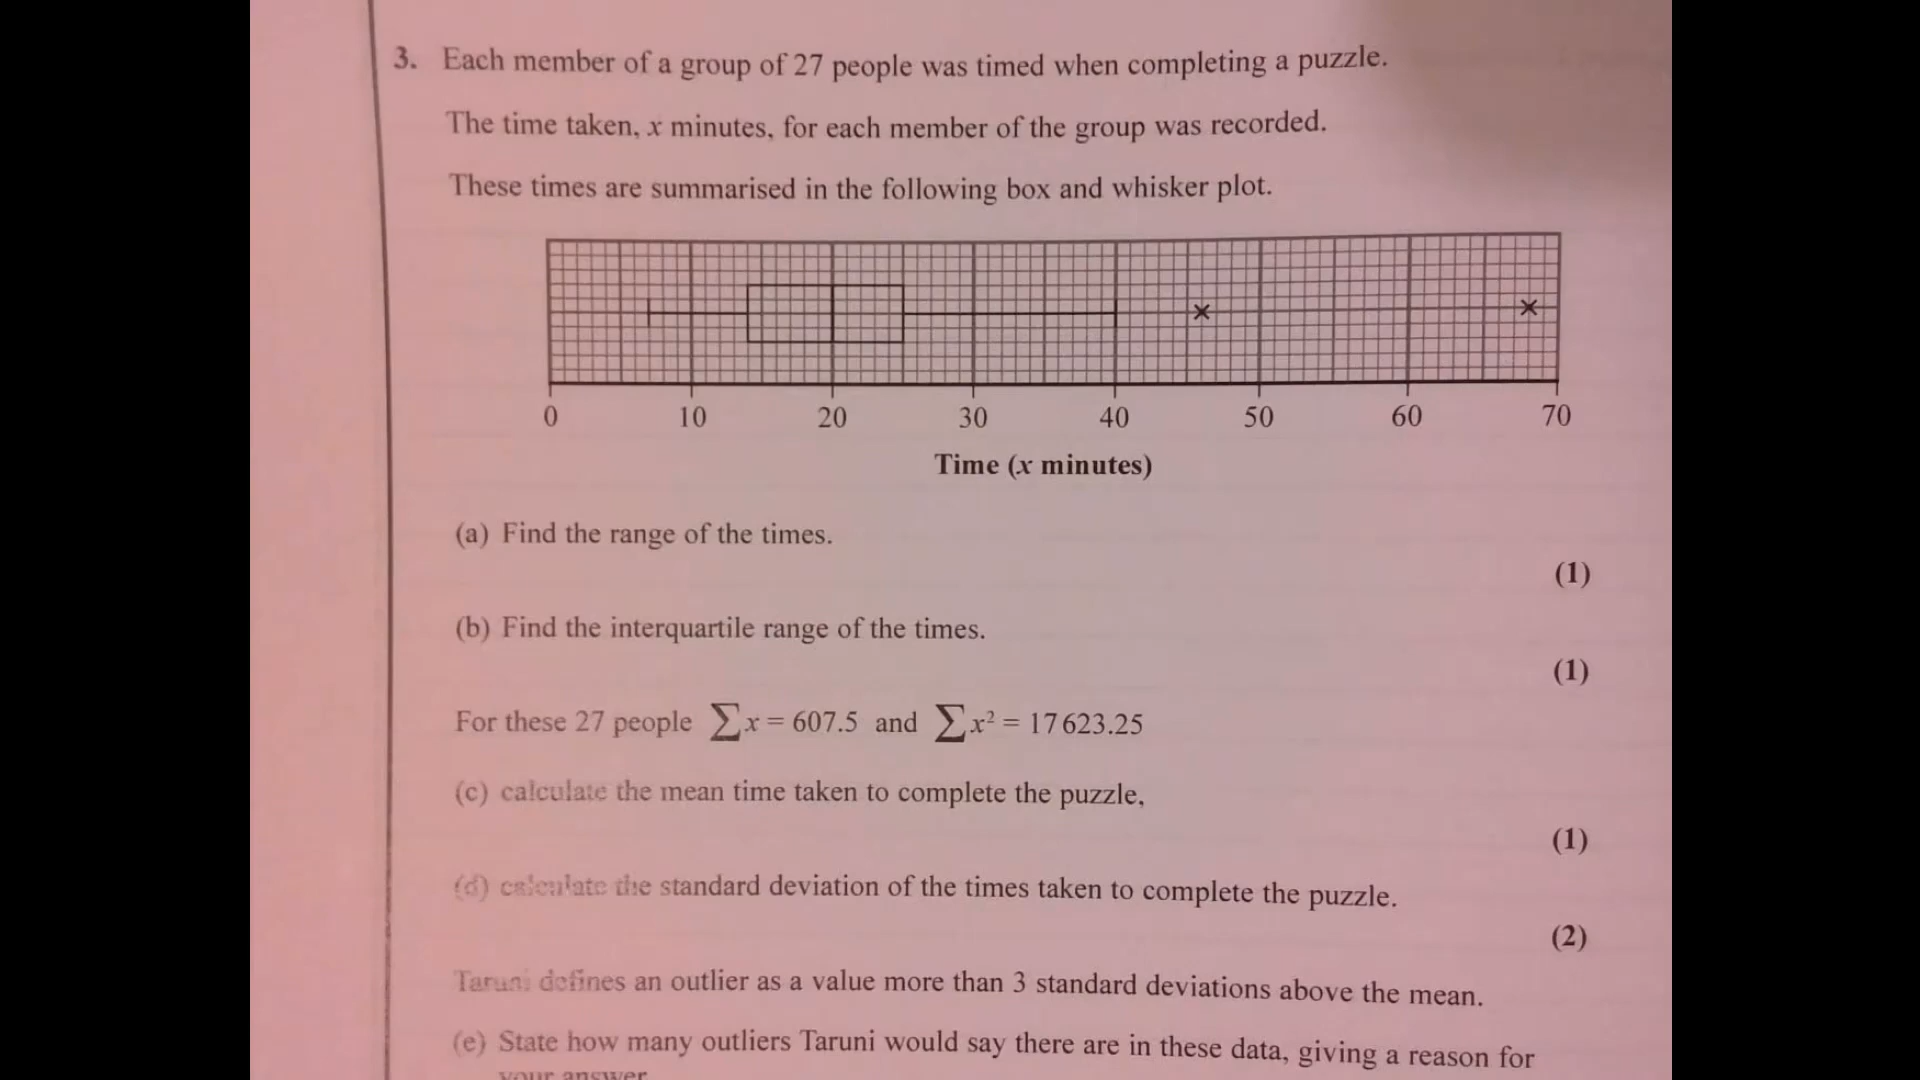 3. Each member of a group of 27 people was timed when completing a puzzle.
The time taken, x minutes, for each member of the group was recorded.
These times are summarised in the following box and whisker plot.
0 10 20 30 40 50 60 70
Time (x minutes)
(a) Find the range of the times.
(1)
(b) Find the interquartile range of the times.
(1)
For these 27 people ∑x = 607.5 and ∑x² = 17 623.25
(c) calculate the mean time taken to complete the puzzle,
(1)
(d) calculate the standard deviation of the times taken to complete the puzzle.
(2)
Taruni defines an outlier as a value more than 3 standard deviations above the mean.
(e) State how many outliers Taruni would say there are in these data, giving a reason for
your answer.